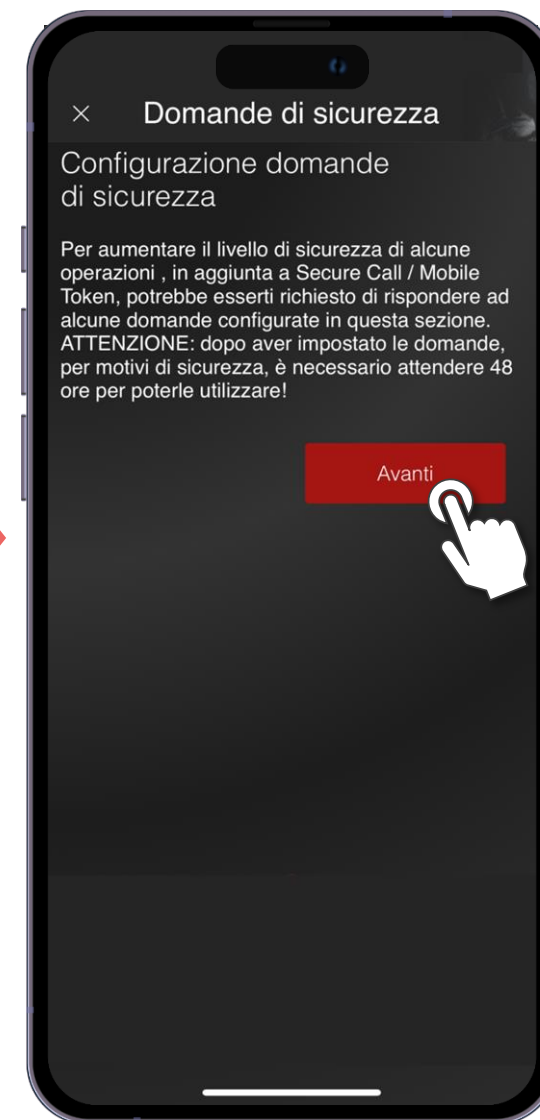 Domande di sicurezza
Configurazione domande
di sicurezza
Per aumentare il livello di sicurezza di alcune
operazioni , in aggiunta a Secure Call / Mobile
Token, potrebbe esserti richiesto di rispondere ad
alcune domande configurate in questa sezione.
ATTENZIONE: dopo aver impostato le domande,
per motivi di sicurezza, è necessario attendere 48
ore per poterle utilizzare!
Avanti